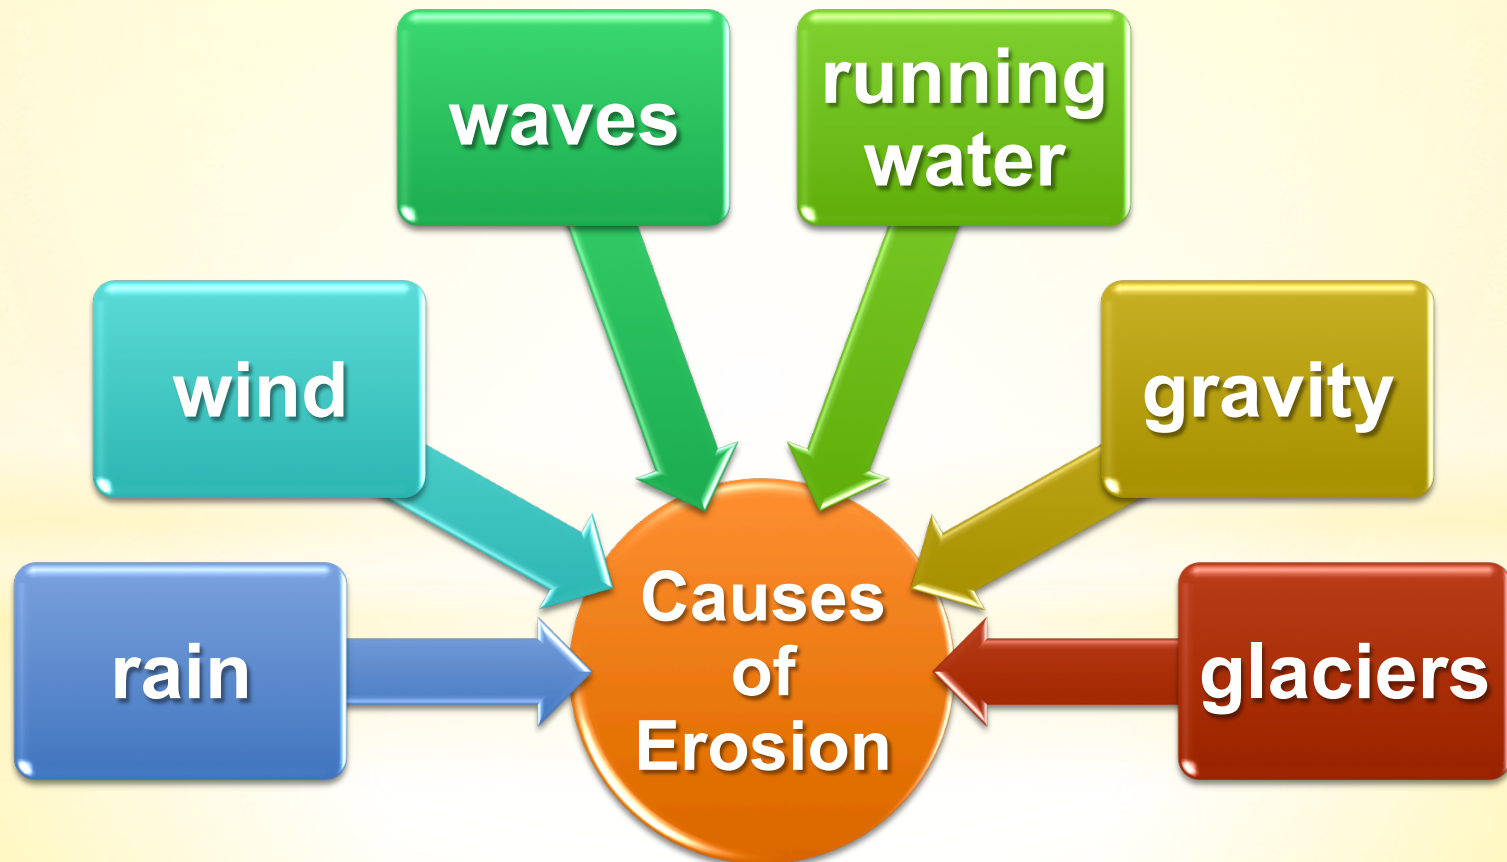 waves
running
water
wind
gravity
rain
Causes
of
Erosion
glaciers